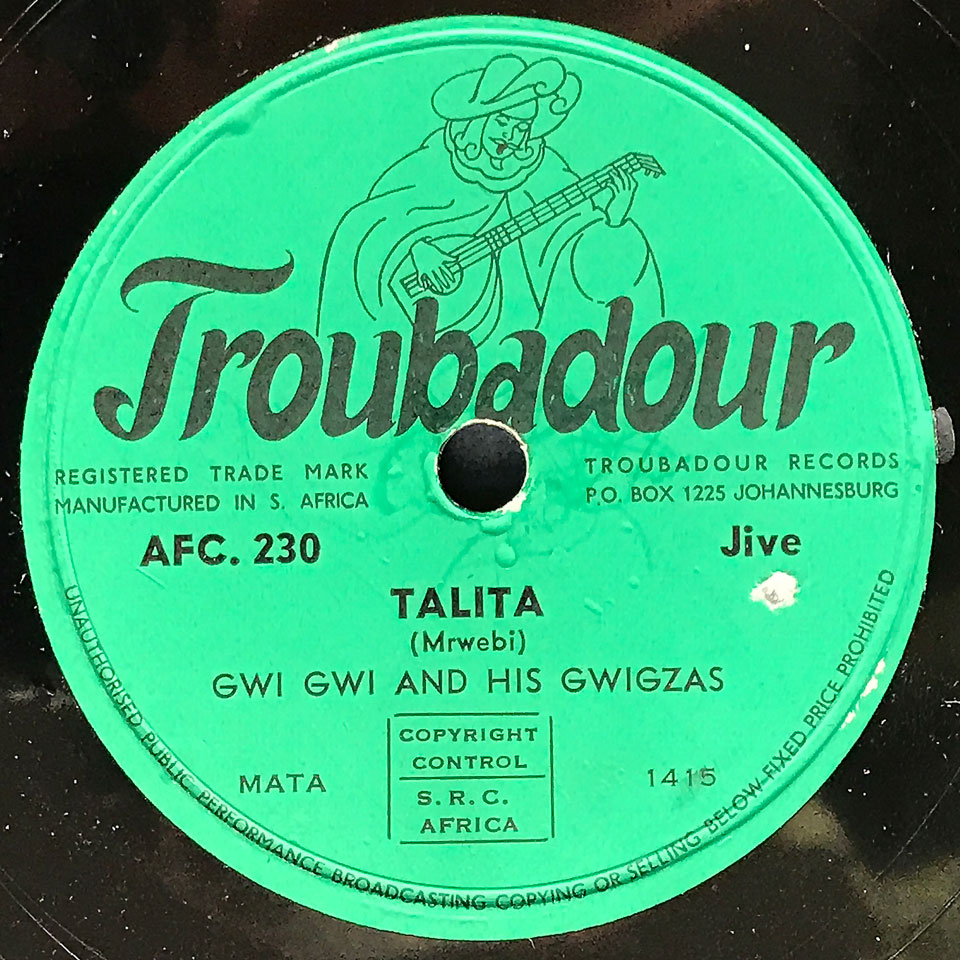 Troubadour
REGISTERED TRADE MARK
MANUFACTURED IN S. AFRICA
TROUBADOUR RECORDS
P.O. BOX 1225 JOHANNESBURG
AFC. 230
Jive
TALITA
(Mrwebi)
GWI GWI AND HIS GWIGZAS
COPYRIGHT
CONTROL
S. R. C.
AFRICA
MATA
1415
UNAUTHORISED PUBLIC PERFORMANCE BROADCASTING COPYING OR SELLING BELOW FIXED PRICE PROHIBITED